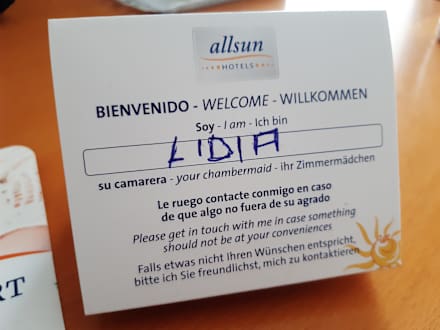 allsun
HOTELS
BIENVENIDO - WELCOME - WILLKOMMEN
Soy - I am - Ich bin
LIDIA
su camarera - your chambermaid - ihr Zimmermädchen
Le ruego contacte conmigo en caso
de que algo no fuera de su agrado
Please get in touch with me in case something
should not be at your conveniences
Falls etwas nicht Ihren Wünschen entspricht,
bitte ich Sie freundlichst, mich zu kontaktieren
RT